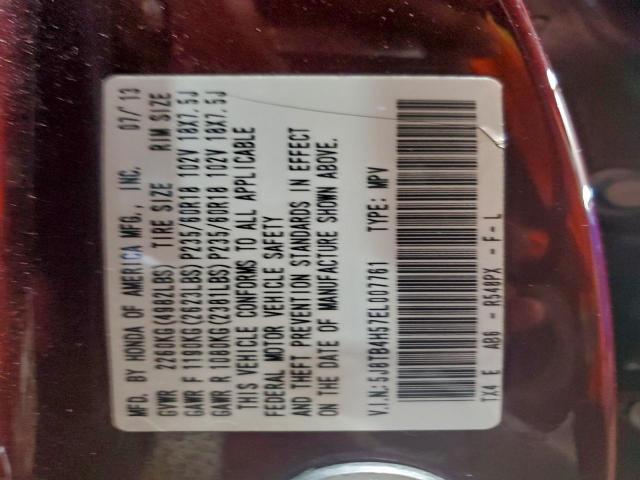 MFD. BY HONDA OF AMERICA MFG., INC. 07/13
GVWR 2260KG(4982LBS) TIRE SIZE RIM SIZE
GAWR F 1190KG(2623LBS)P235/60R18 102V 18X7.5J
GAWR R 1080KG(2381LBS)P235/60R18 102V 18X7.5J
THIS VEHICLE CONFORMS TO ALL APPLICABLE
FEDERAL MOTOR VEHICLE SAFETY
AND THEFT PREVENTION STANDARDS IN EFFECT
ON THE DATE OF MANUFACTURE SHOWN ABOVE.
V.I.N:5J8TB4H57EL007761 TYPE: MPV
TX4 E AB6 - R548PX - F-L